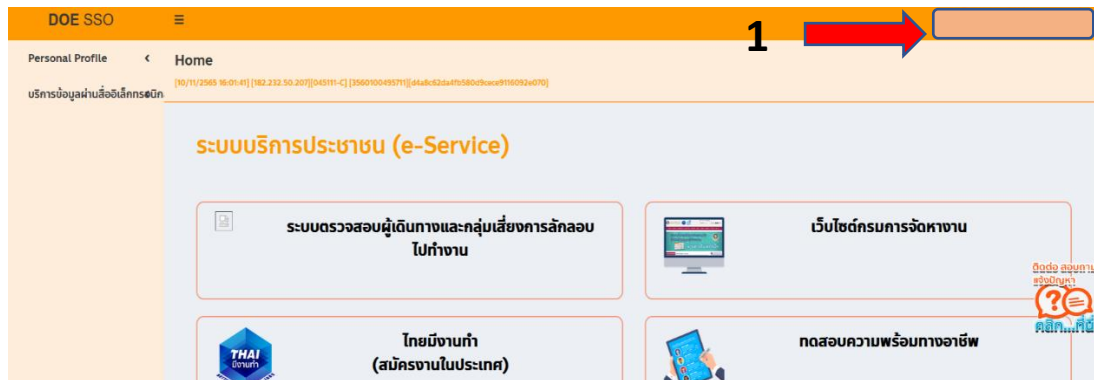 DOE SSO
1
Personal Profile
Home
[10/11/2565 16:01:41] [182.232.50.207][045111-C] [3560100495711][d4a8c62da4fb580d9cece9116092e070]
บริการข้อมูลผ่านสื่ออิเล็กทรอนิก
ระบบบริการประชาชน (e-Service)
ระบบตรวจสอบผู้เดินทางและกลุ่มเสี่ยงการลักลอบ
ไปทำงาน
เว็บไซต์กรมการจัดหางาน
ติดต่อ สอบถาม
แจ้งปัญหา
คลิก...ที่นี่
THAI
มีงานทำ
ไทยมีงานทำ
(สมัครงานในประเทศ)
ทดสอบความพร้อมทางอาชีพ